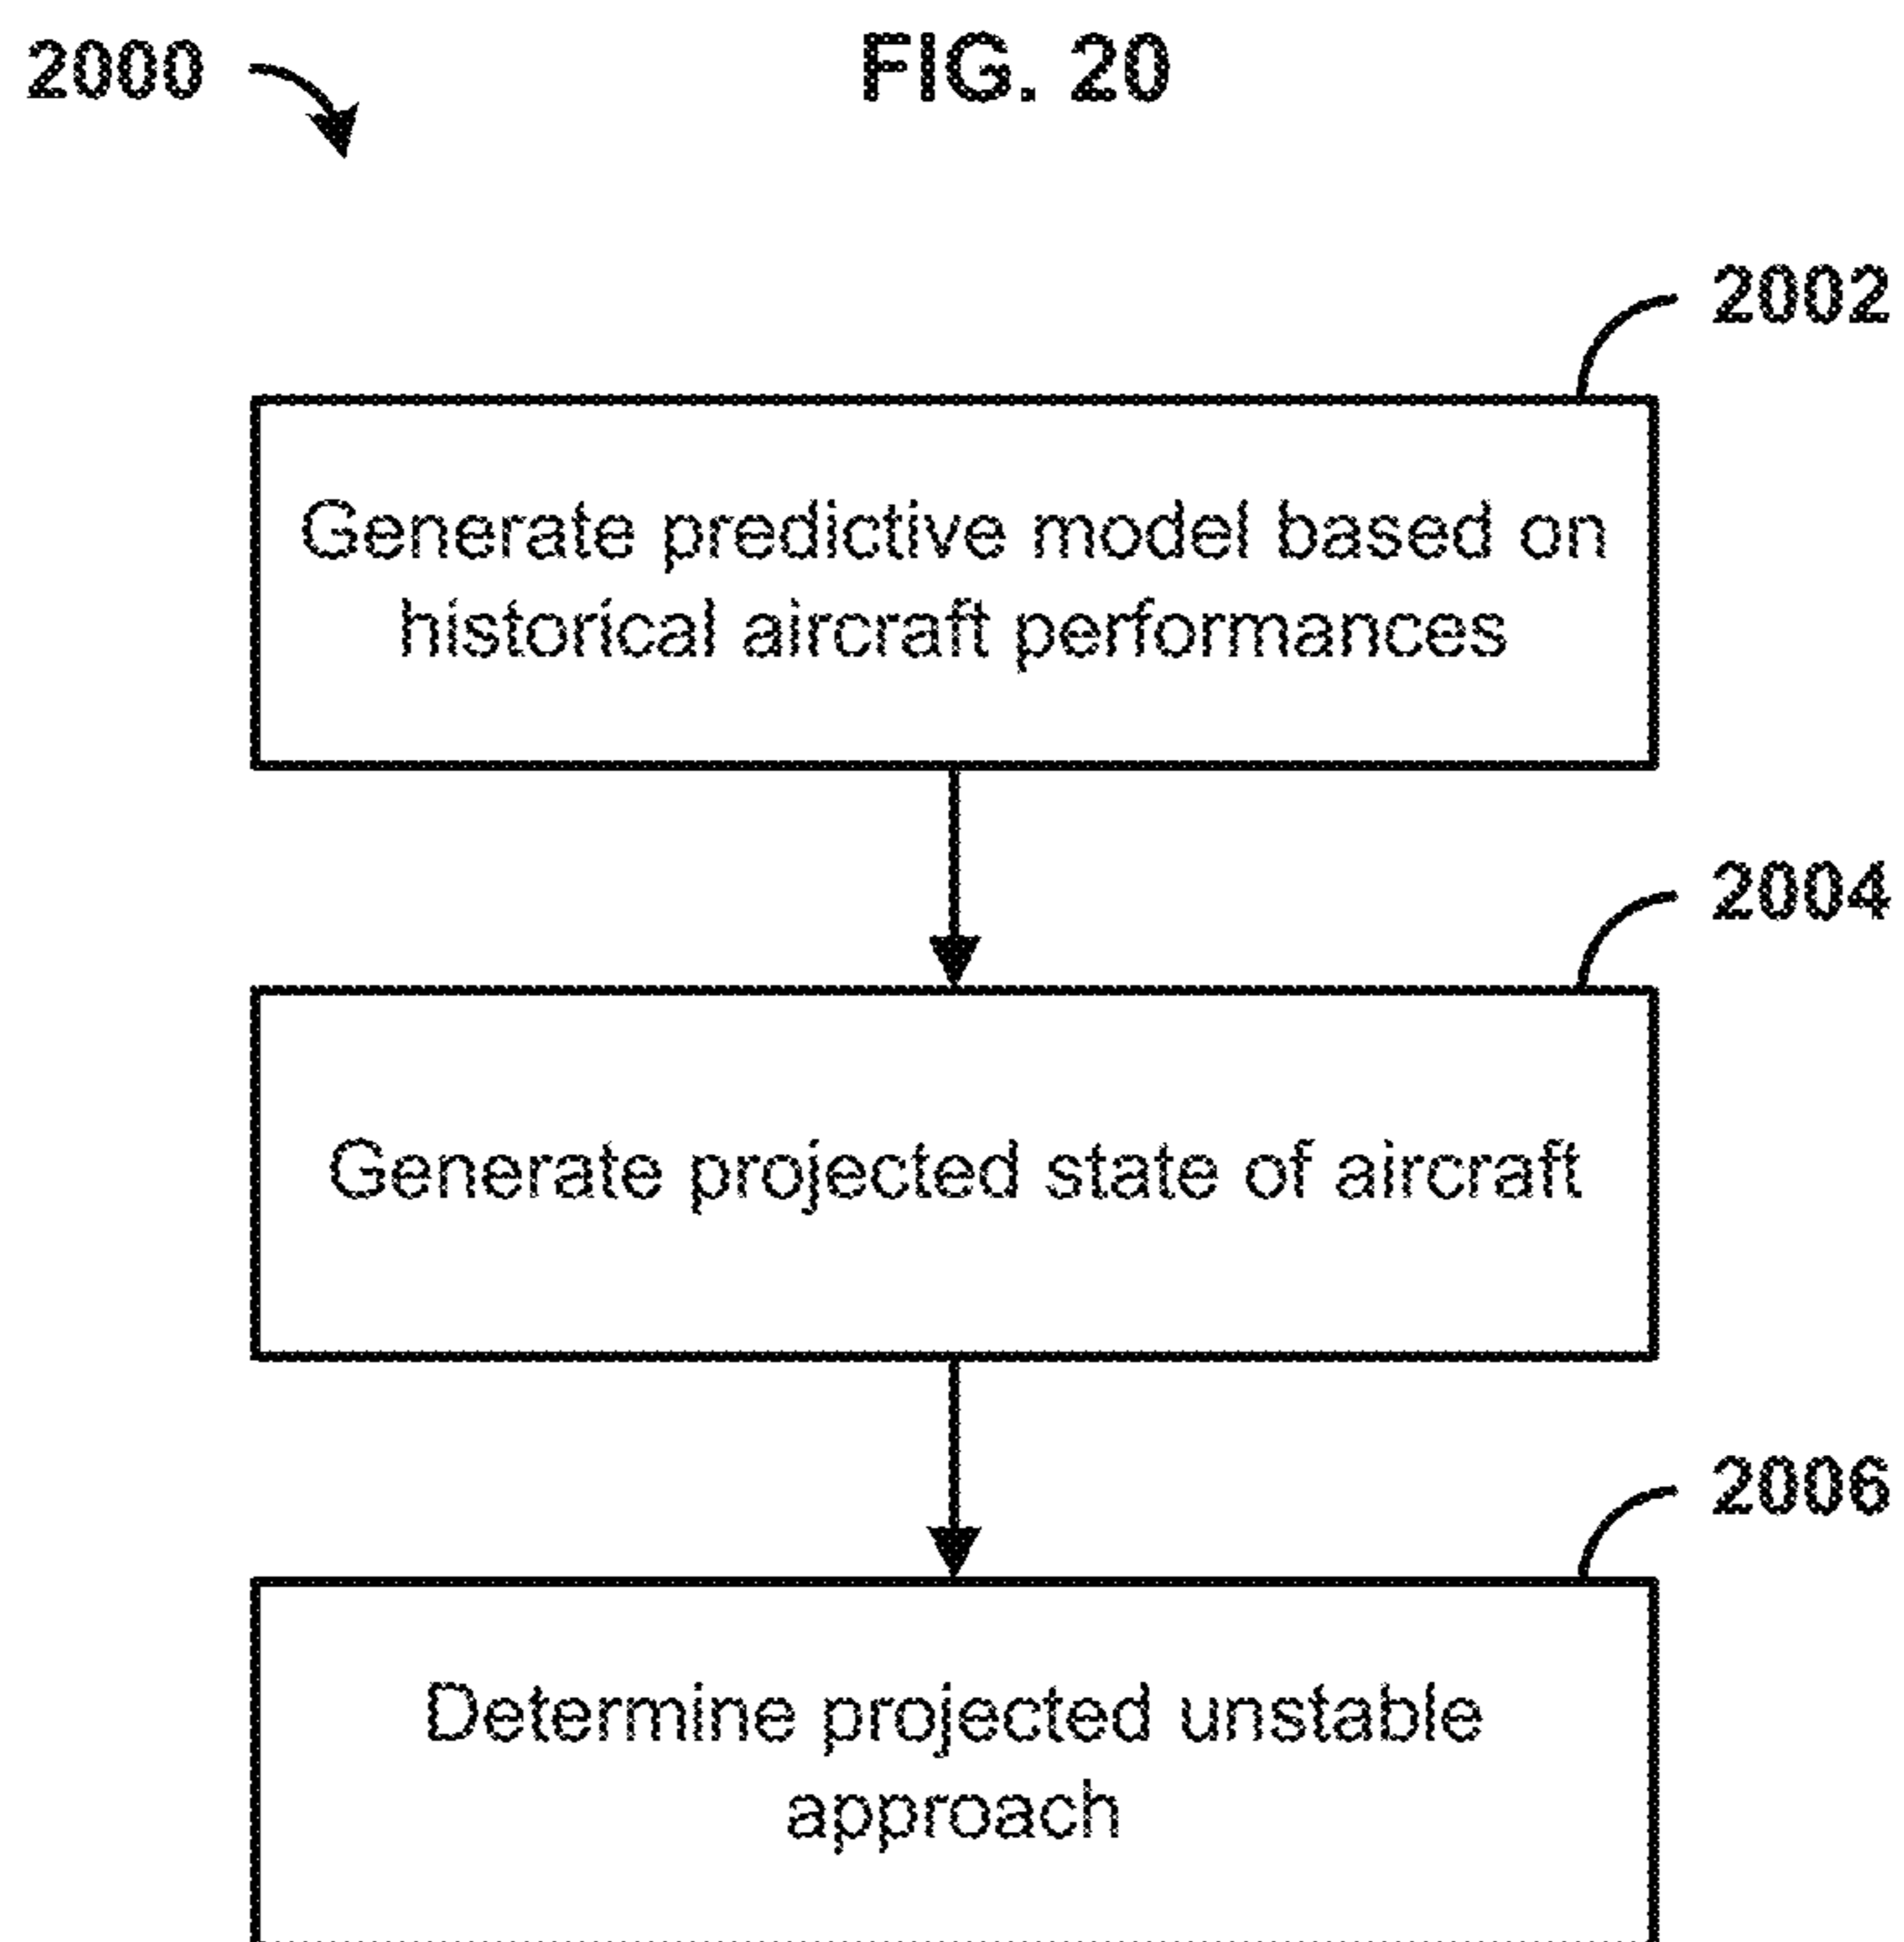 2000
FIG. 20
2002
Generate predictive model based on
historical aircraft performances
2004
Generate projected state of aircraft
2006
Determine projected unstable
approach